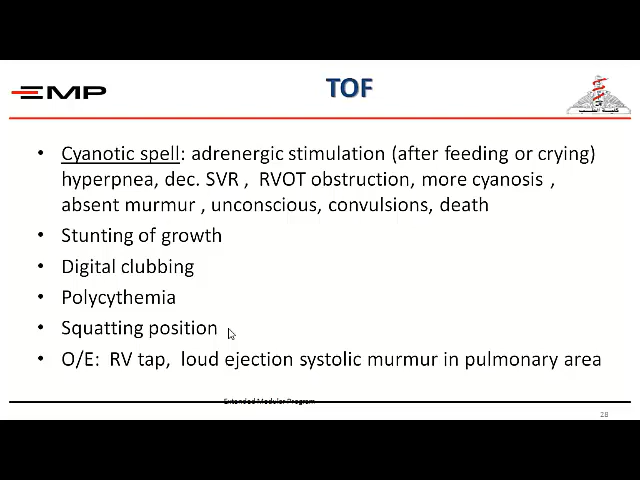 EMP
TOF
كلية الطب
• Cyanotic spell: adrenergic stimulation (after feeding or crying)
hyperpnea, dec. SVR , RVOT obstruction, more cyanosis ,
absent murmur , unconscious, convulsions, death
• Stunting of growth
• Digital clubbing
• Polycythemia
• Squatting position
• O/E: RV tap, loud ejection systolic murmur in pulmonary area
Extended Modular Program
28